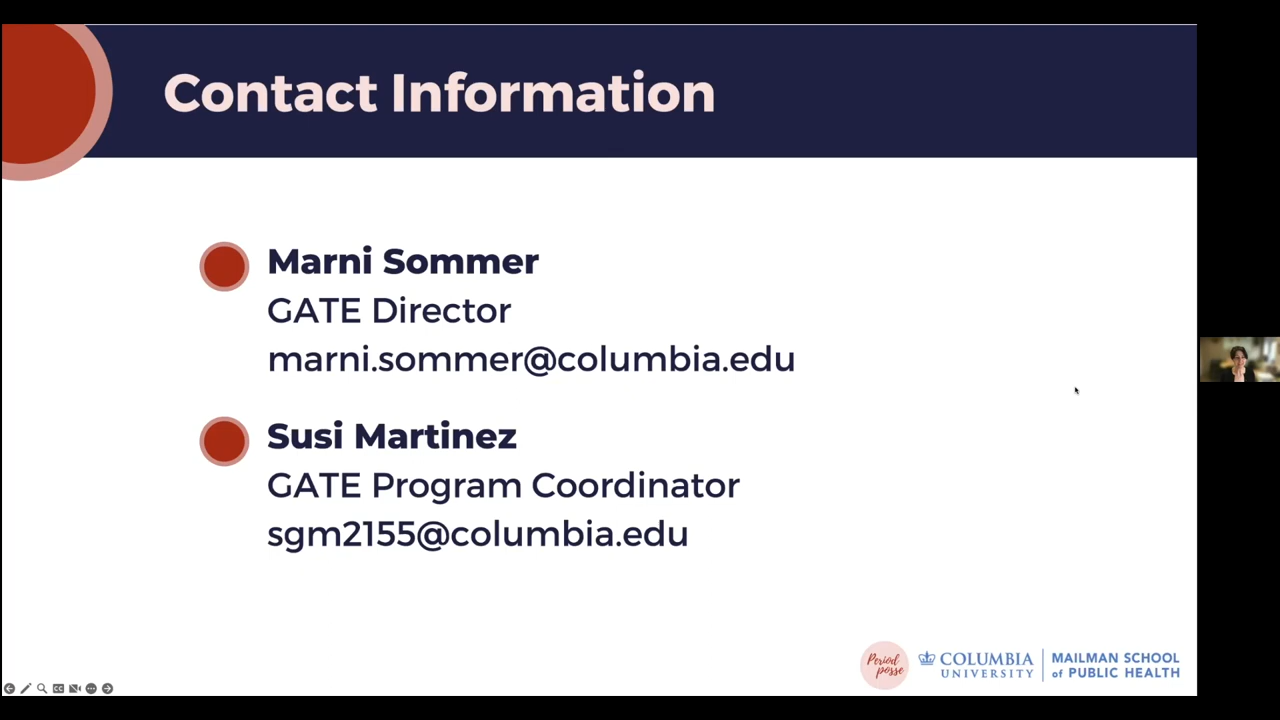 Contact Information
Marni Sommer
GATE Director
marni.sommer@columbia.edu
Susi Martinez
GATE Program Coordinator
sgm2155@columbia.edu
Period
posse
COLUMBIA
UNIVERSITY
MAILMAN SCHOOL
of PUBLIC HEALTH
CC